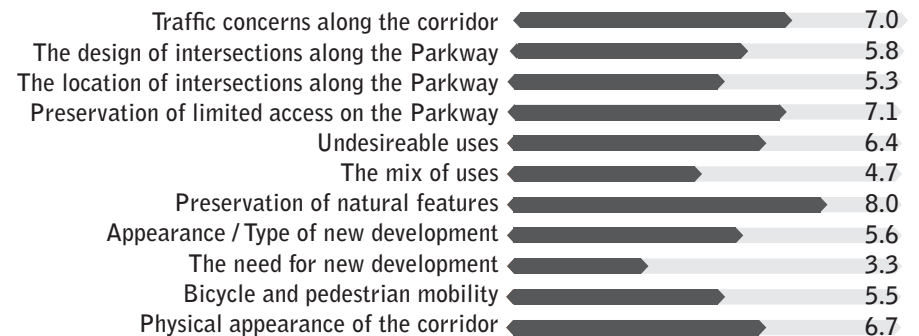 Traffic concerns along the corridor 7.0
The design of intersections along the Parkway 5.8
The location of intersections along the Parkway 5.3
Preservation of limited access on the Parkway 7.1
Undesireable uses 6.4
The mix of uses 4.7
Preservation of natural features 8.0
Appearance / Type of new development 5.6
The need for new development 3.3
Bicycle and pedestrian mobility 5.5
Physical appearance of the corridor 6.7